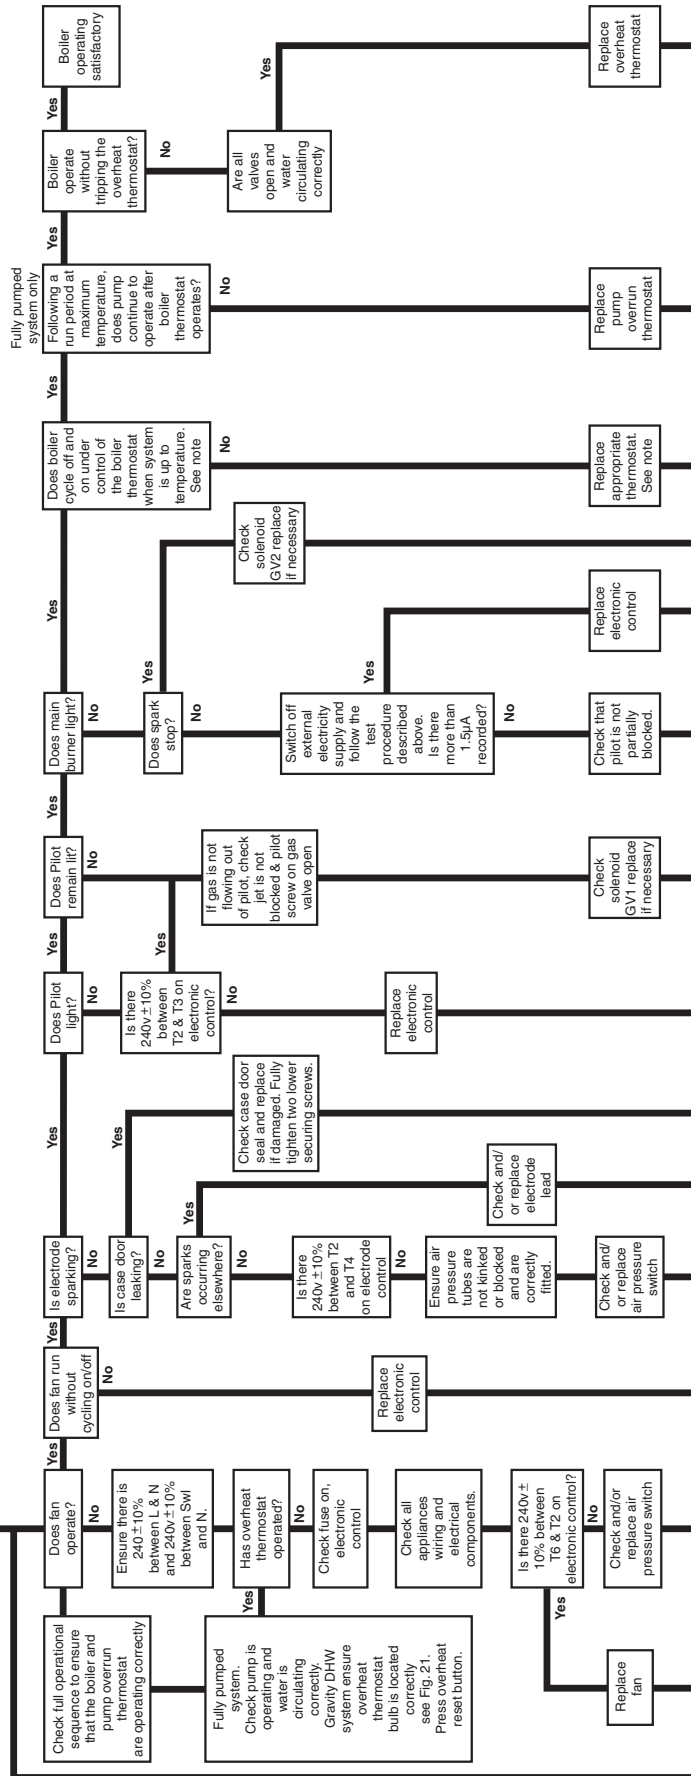 Check full operational
sequence to ensure
that the boiler and
pump overrun
thermostat
are operating correctly
Fully pumped
system.
Check pump is
operating and
water is
circulating
correctly.
Gravity DHW
system ensure
overheat
thermostat
bulb is located
correctly
see Fig. 21.
Press overheat
reset button.
Yes
Does fan
operate?
No
Ensure there is
240±10%
between L & N
and 240v±10%
between Swl
and N.
Has overheat
thermostat
operated?
No
Check fuse on,
electronic
control
Check all
appliances
wiring and
electrical
components.
Is there 240v±
10% between
T6 & T2 on
electronic control?
Yes
Replace
fan
No
Check and/or
replace air
pressure switch
Yes
Does fan run
without
cycling on/off
No
Replace
electronic
control
Yes
Is electrode
sparking?
No
Is case door
leaking?
Yes
Check case door
seal and replace
if damaged. Fully
tighten two lower
securing screws.
No
Are sparks
occurring
elsewhere?
Yes
Check and/
or replace
electrode
lead
No
Is there
240v±10%
between T2
and T4
on electrode
control
No
Ensure air
pressure
tubes are
not kinked
or blocked
and are
correctly
fitted.
Check and/
or replace
air pressure
switch
Yes
Does Pilot
light?
No
Is there
240v±10%
between
T2 & T3 on
electronic
control?
Yes
No
Replace
electronic
control
Yes
Does Pilot
remain lit?
No
If gas is not
flowing out
of pilot, check
jet is not
blocked & pilot
screw on gas
valve open
Check
solenoid
GV1 replace
if necessary
Yes
Does main
burner light?
No
Does spark
stop?
Yes
Check
solenoid
GV2 replace
if necessary
No
Switch off
external
electricity
supply and
follow the
test
procedure
described
above.
Is there
more than
1.5µA
recorded?
Yes
Replace
electronic
control
No
Check that
pilot is not
partially
blocked.
Yes
Does boiler
cycle off and
on under
control of
the boiler
thermostat
when system
is up to
temperature.
See note
No
Replace
appropriate
thermostat.
See note
Yes
Fully pumped
system only
Following a
run period at
maximum
temperature,
does pump
continue to
operate after
boiler
thermostat
operates?
No
Replace
pump
overrun
thermostat
Yes
Boiler
operate
without
tripping the
overheat
thermostat?
No
Are all
valves
open and
water
circulating
correctly
Yes
Replace
overheat
thermostat
Yes
Boiler
operating
satisfactory